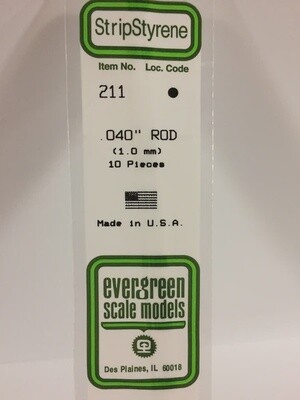 StripStyrene
Item No. Loc. Code
211
.040" ROD
(1.0 mm)
10 Pieces
Made in U.S.A.
evergreen
scale models
Des Plaines, IL 60018